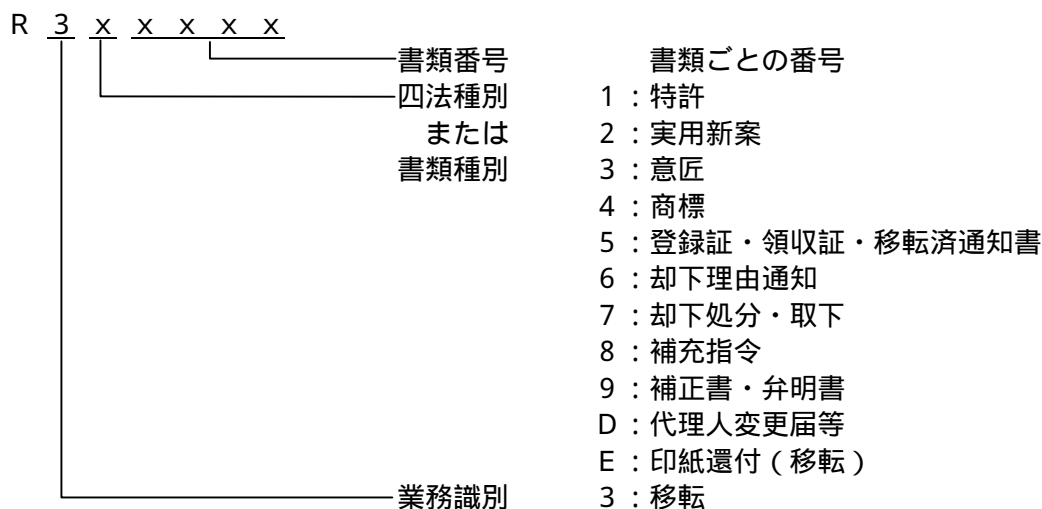 R 3 x x x x x
書類番号 書類ごとの番号
四法種別 1:特許
または 2:実用新案
書類種別 3:意匠
4:商標
5:登録証・領収証・移転済通知書
6:却下理由通知
7:却下処分・取下
8:補充指令
9:補正書・弁明書
D:代理人変更届等
E:印紙還付(移転)
業務識別 3:移転